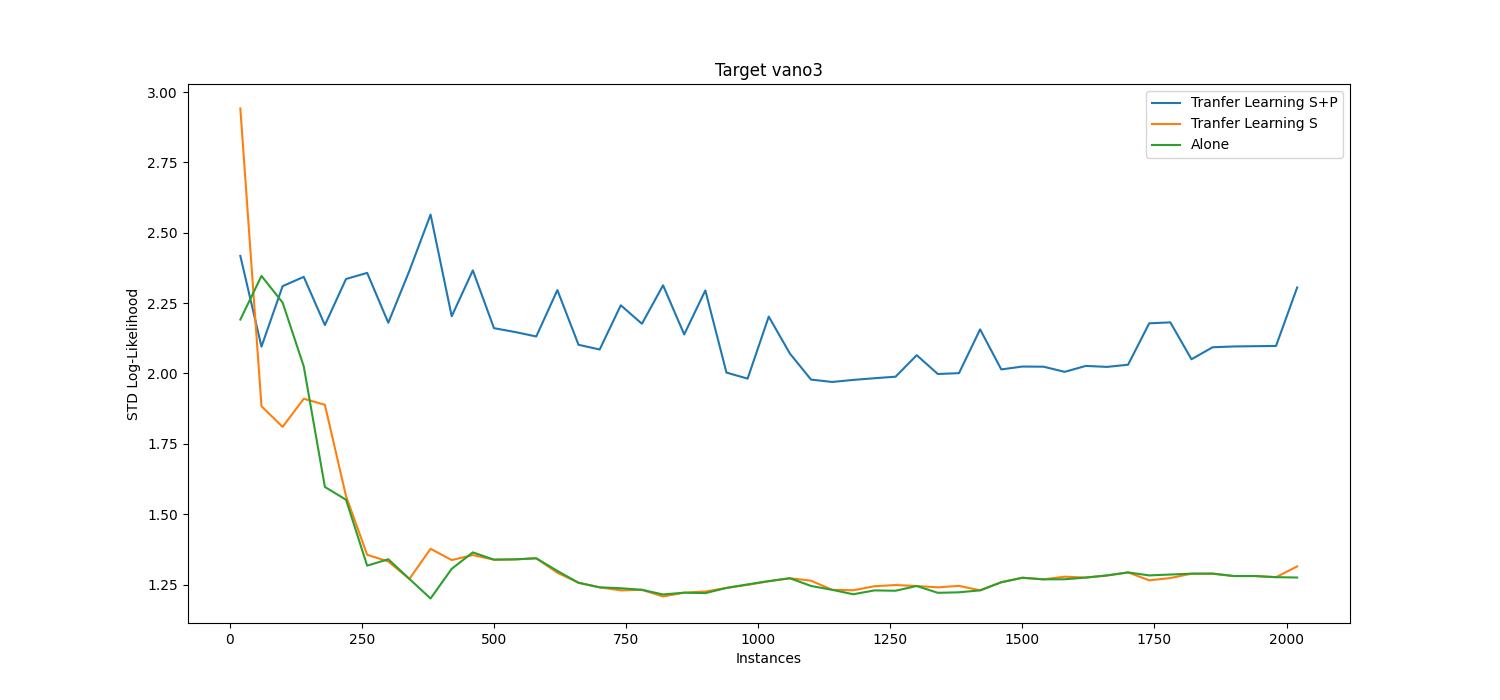 Target vano3
3.00
2.75
2.50
2.25
2.00
1.75
1.50
1.25
STD Log-Likelihood
0
250
500
750
1000
1250
1500
1750
2000
Instances
Tranfer Learning S+P
Tranfer Learning S
Alone